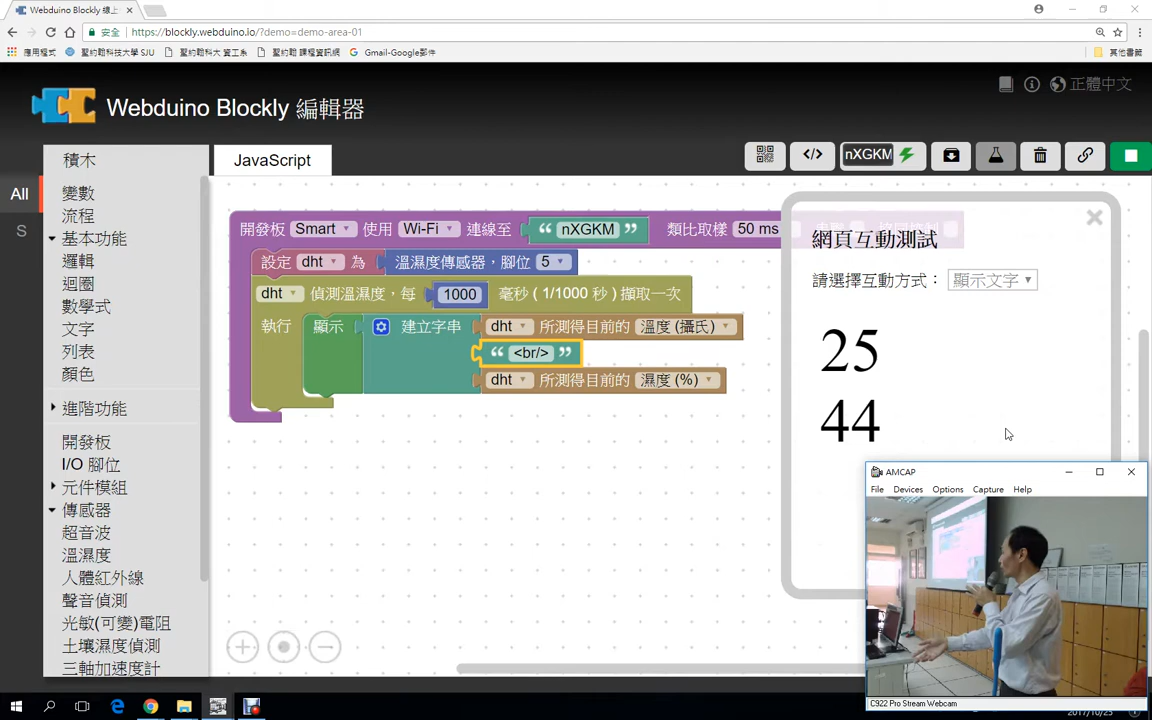 Webduino Blockly 線上
安全 https://blockly.webduino.io/?demo=demo-area-01
應用程式 聖約翰科技大學 SJU 聖約翰科大 資工系 聖約翰 課程資訊網 Gmail-Google郵件 其他書籤
Webduino Blockly 編輯器
正體中文
積木
JavaScript
</>
nXGKM
All
S
變數
流程
基本功能
邏輯
迴圈
數學式
文字
列表
顏色
進階功能
開發板
I/O 腳位
元件模組
傳感器
超音波
溫濕度
人體紅外線
聲音偵測
光敏(可變)電阻
土壤濕度偵測
三軸加速度計
開發板 Smart 使用 Wi-Fi 連線至 “ nXGKM ” 類比取樣 50 ms
設定 dht 為 溫濕度傳感器，腳位 5
dht 偵測溫濕度，每 1000 毫秒 ( 1/1000 秒 ) 擷取一次
執行 顯示 建立字串 dht 所測得目前的 溫度 (攝氏)
“ <br/> ”
dht 所測得目前的 濕度 (%)
網頁互動測試
請選擇互動方式： 顯示文字
25
44
AMCAP
File Devices Options Capture Help
C922 Pro Stream Webcam
2017/10/25